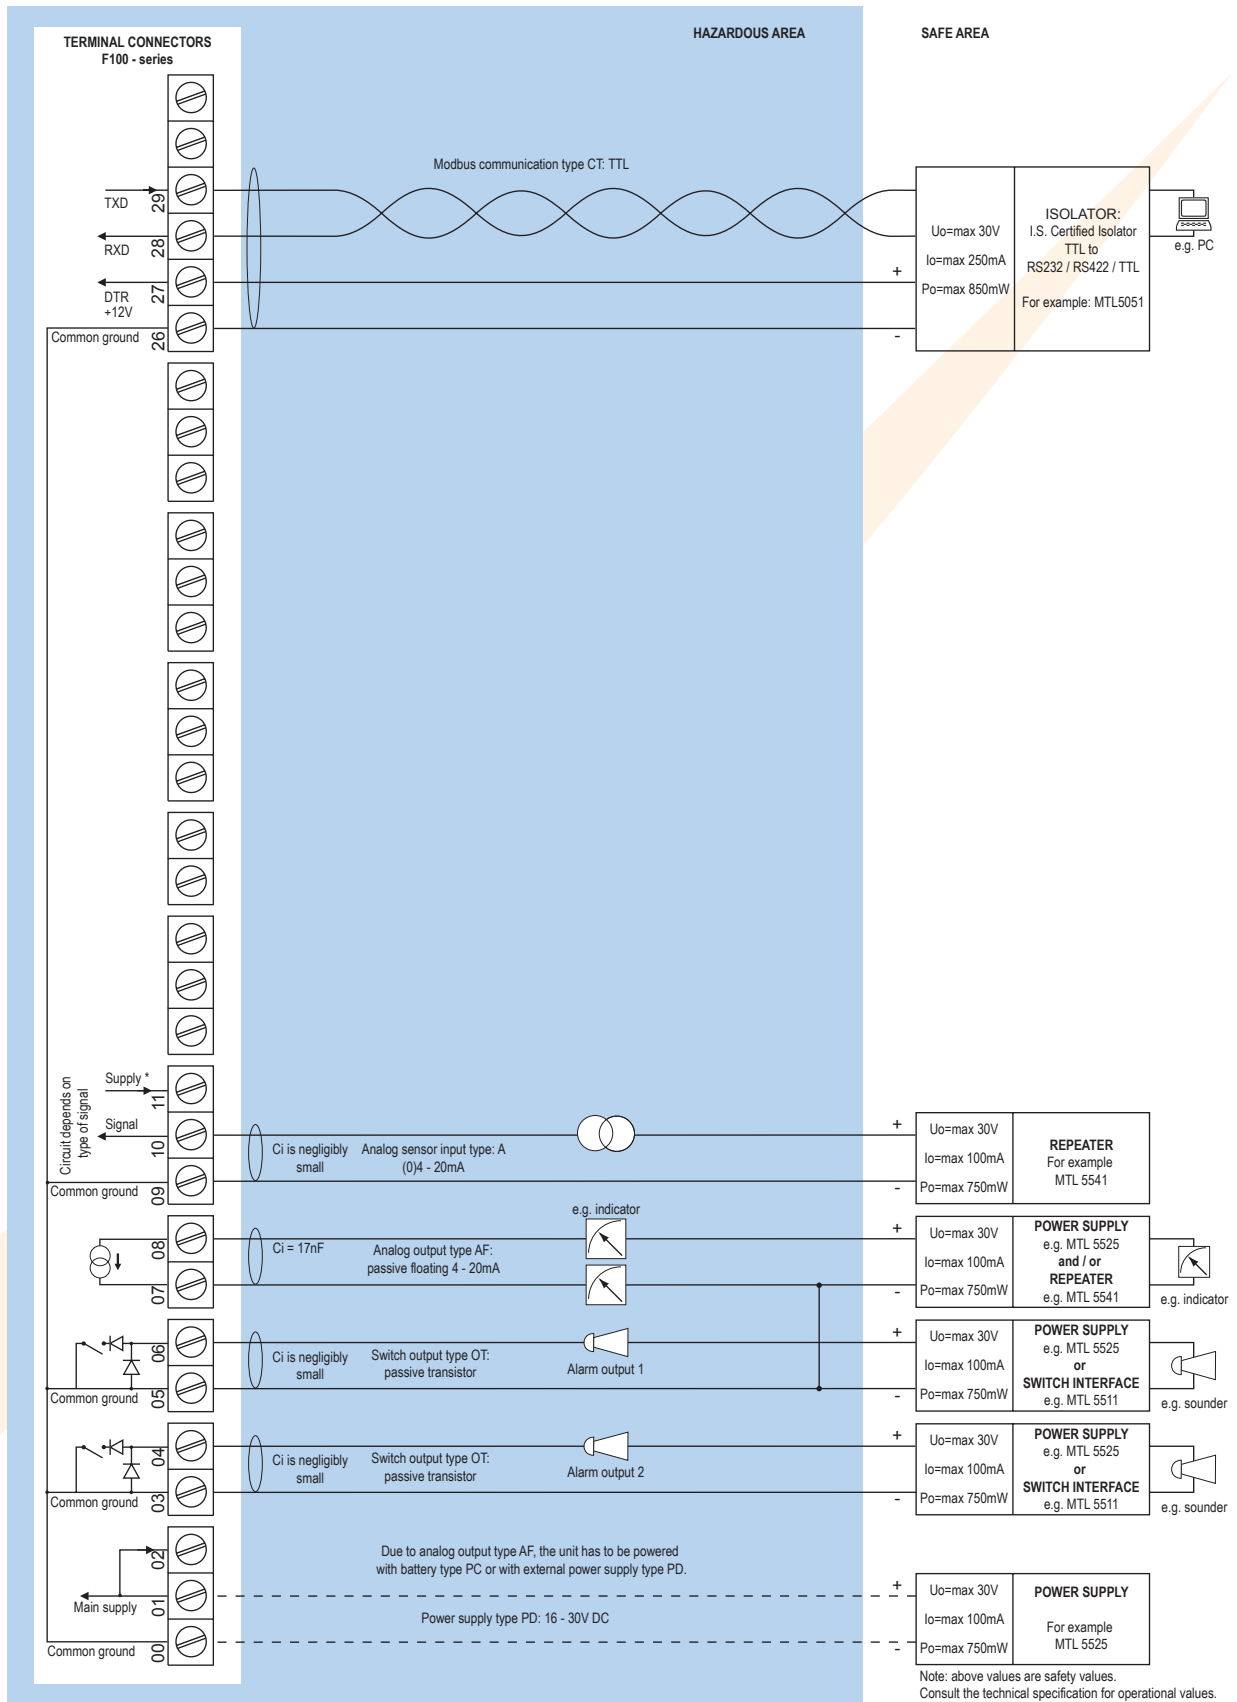 TERMINAL CONNECTORS
F100 - series
HAZARDOUS AREA
SAFE AREA
Modbus communication type CT: TTL
TXD
29
RXD
28
DTR
+12V
27
Common ground
26
+
-
Uo=max 30V
Io=max 250mA
Po=max 850mW
ISOLATOR:
I.S. Certified Isolator
TTL to
RS232 / RS422 / TTL
For example: MTL5051
e.g. PC
Circuit depends on
type of signal
Supply *
11
Signal
10
Common ground
09
Ci is negligibly
small
Analog sensor input type: A
(0)4 - 20mA
+
-
Uo=max 30V
Io=max 100mA
Po=max 750mW
REPEATER
For example
MTL 5541
08
07
Ci = 17nF
Analog output type AF:
passive floating 4 - 20mA
e.g. indicator
+
-
Uo=max 30V
Io=max 100mA
Po=max 750mW
POWER SUPPLY
e.g. MTL 5525
and / or
REPEATER
e.g. MTL 5541
e.g. indicator
06
Common ground
05
Ci is negligibly
small
Switch output type OT:
passive transistor
Alarm output 1
+
-
Uo=max 30V
Io=max 100mA
Po=max 750mW
POWER SUPPLY
e.g. MTL 5525
or
SWITCH INTERFACE
e.g. MTL 5511
e.g. sounder
04
Common ground
03
Ci is negligibly
small
Switch output type OT:
passive transistor
Alarm output 2
+
-
Uo=max 30V
Io=max 100mA
Po=max 750mW
POWER SUPPLY
e.g. MTL 5525
or
SWITCH INTERFACE
e.g. MTL 5511
e.g. sounder
02
Main supply
01
Common ground
00
Due to analog output type AF, the unit has to be powered
with battery type PC or with external power supply type PD.
Power supply type PD: 16 - 30V DC
+
-
Uo=max 30V
Io=max 100mA
Po=max 750mW
POWER SUPPLY
For example
MTL 5525
Note: above values are safety values.
Consult the technical specification for operational values.